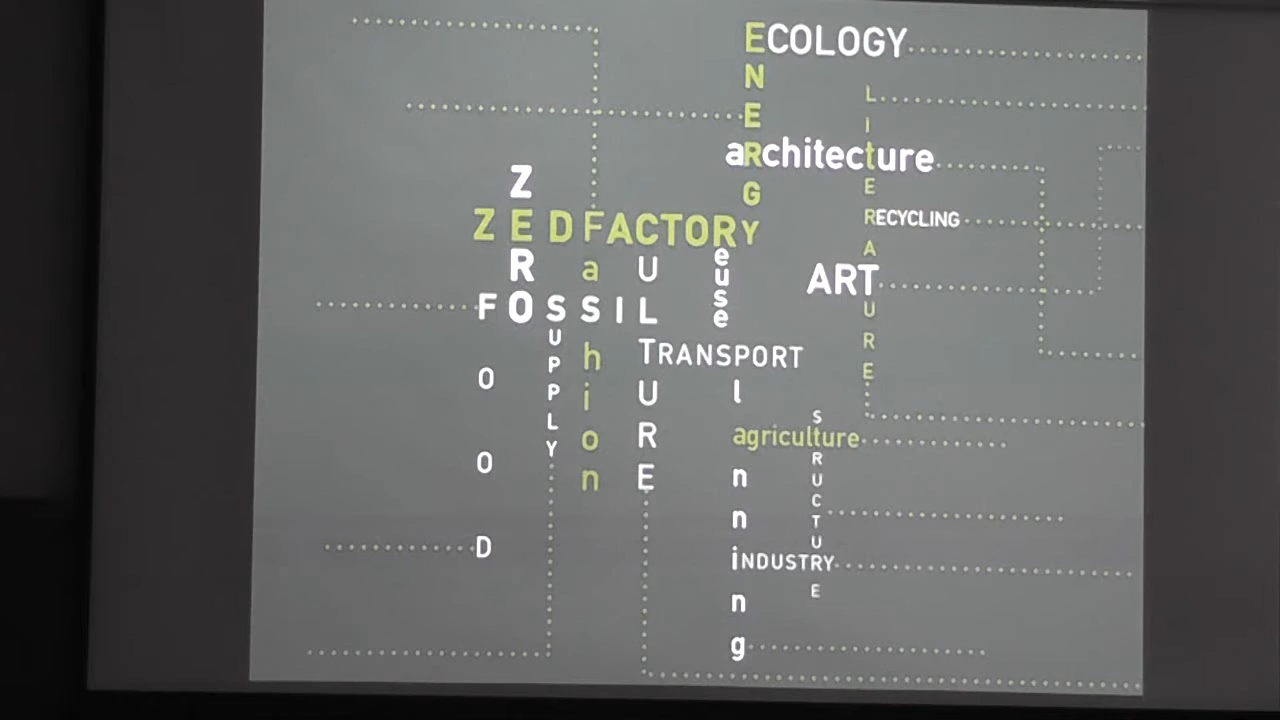 ECOLOGY
ENERGY
LITERATURE
aRchitecture
ZERO
ZEDFACTORY
RECYCLING
fashion
CULTURE
Reuse
ART
FOSSIL
FOOD
SUPPLY
TRANSPORT
Planning
STRUCTURE
agriculture
INDUSTRY